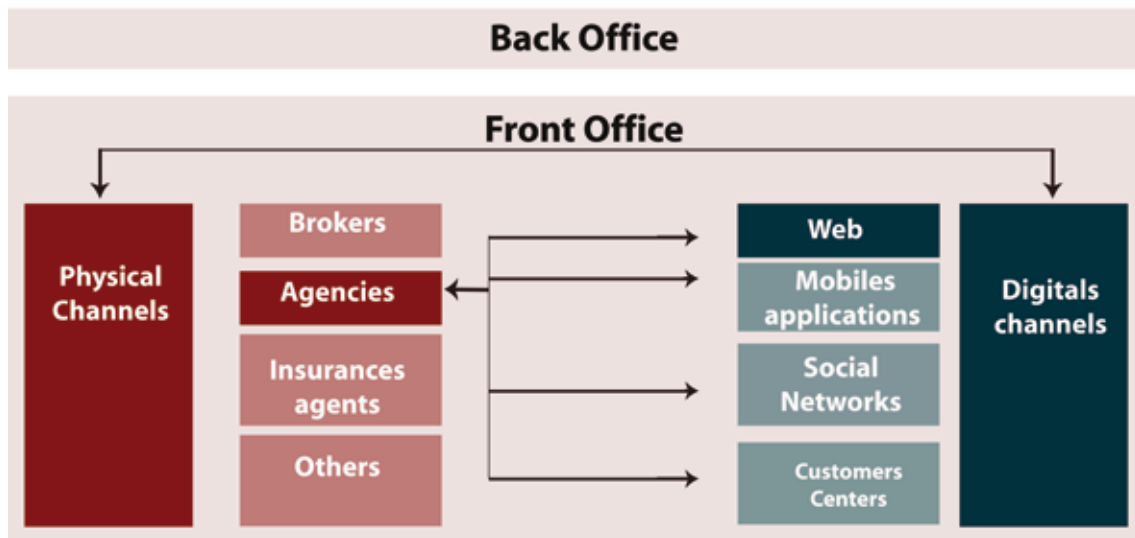 Back Office
Front Office
Physical
Channels
Brokers
Agencies
Insurances
agents
Others
Web
Mobiles
applications
Social
Networks
Customers
Centers
Digitals
channels